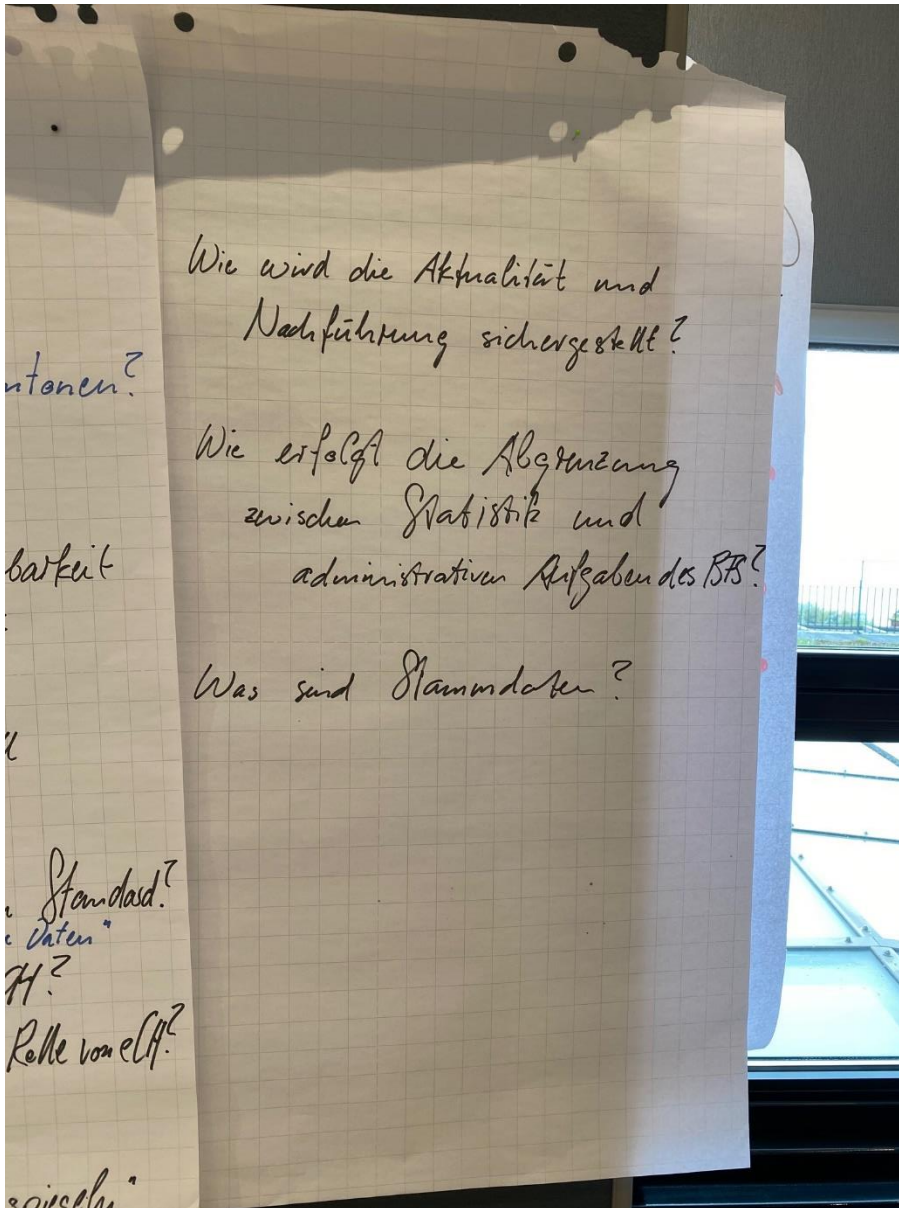 Wie wird die Aktualität und
Nachführung sichergestellt?
Wie erfolgt die Abgrenzung
zwischen Statistik und
administrativen Aufgaben des BFS?
Was sind Stammdaten?
ntonen?
barkeit
Standard?
Daten"
Rolle von eCH?